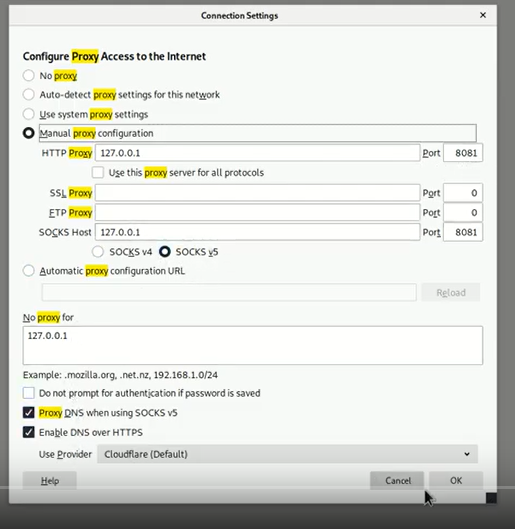 Connection Settings
Configure Proxy Access to the Internet
No proxy
Auto-detect proxy settings for this network
Use system proxy settings
Manual proxy configuration
HTTP Proxy 127.0.0.1 Port 8081
Use this proxy server for all protocols
SSL Proxy Port 0
FTP Proxy Port 0
SOCKS Host 127.0.0.1 Port 8081
SOCKS v4 SOCKS v5
Automatic proxy configuration URL
Reload
No proxy for
127.0.0.1
Example: .mozilla.org, .net.nz, 192.168.1.0/24
Do not prompt for authentication if password is saved
Proxy DNS when using SOCKS v5
Enable DNS over HTTPS
Use Provider Cloudflare (Default)
Help Cancel OK